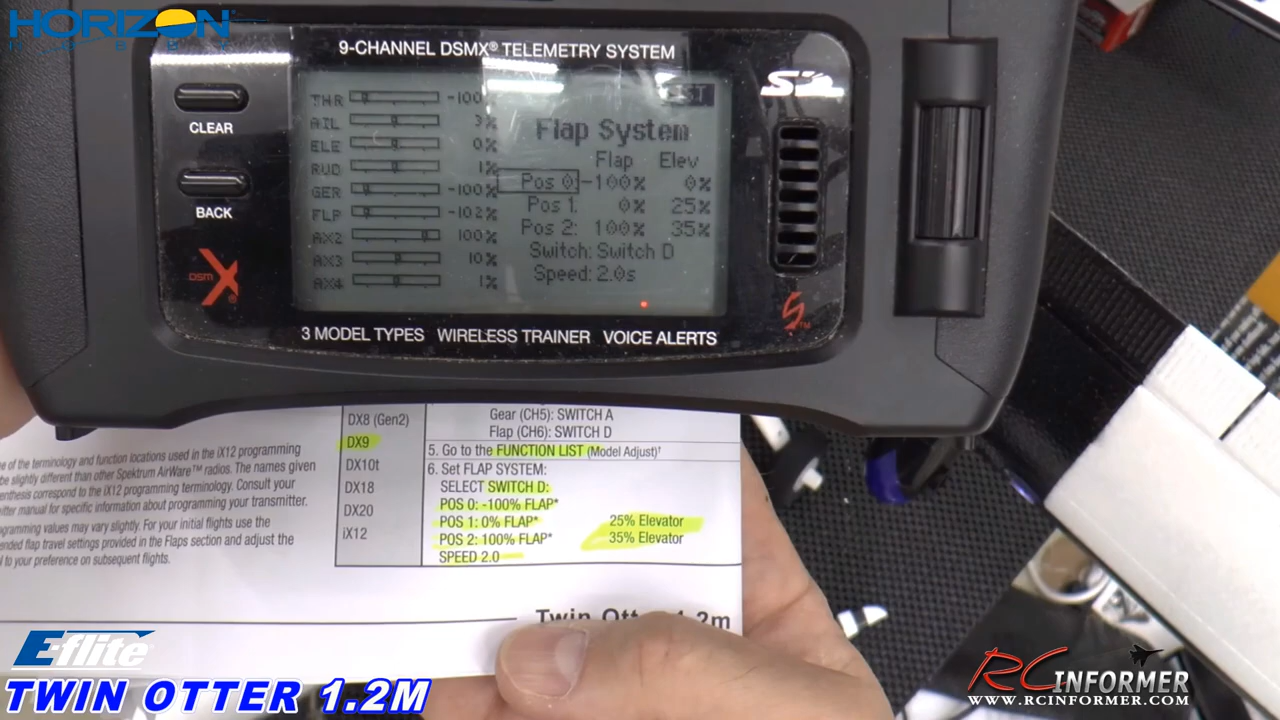 HORIZON
HOBBY
9-CHANNEL DSMX® TELEMETRY SYSTEM
CLEAR
BACK
DSM X®
THR -100
AIL 3%
ELE 0%
RUD 1%
GER -100%
FLP -102%
AX2 100%
AX3 10%
AX4 1%
Flap System
Flap Elev
Pos 0 -100% 0%
Pos 1: 0% 25%
Pos 2: 100% 35%
Switch: Switch D
Speed: 2.0s
3 MODEL TYPES WIRELESS TRAINER VOICE ALERTS
e of the terminology and function locations used in the iX12 programming
be slightly different than other Spektrum AirWare™ radios. The names given
enthesis correspond to the iX12 programming terminology. Consult your
mitter manual for specific information about programming your transmitter.
ogramming values may vary slightly. For your initial flights use the
ended flap travel settings provided in the Flaps section and adjust the
l to your preference on subsequent flights.
DX8 (Gen2)
DX9
DX10t
DX18
DX20
iX12
Gear (CH5): SWITCH A
Flap (CH6): SWITCH D
5. Go to the FUNCTION LIST (Model Adjust)†
6. Set FLAP SYSTEM:
SELECT SWITCH D:
POS 0: -100% FLAP*
POS 1: 0% FLAP* 25% Elevator
POS 2: 100% FLAP* 35% Elevator
SPEED 2.0
Twin Otter 1.2m
E-flite
TWIN OTTER 1.2M
RCINFORMER
WWW.RCINFORMER.COM